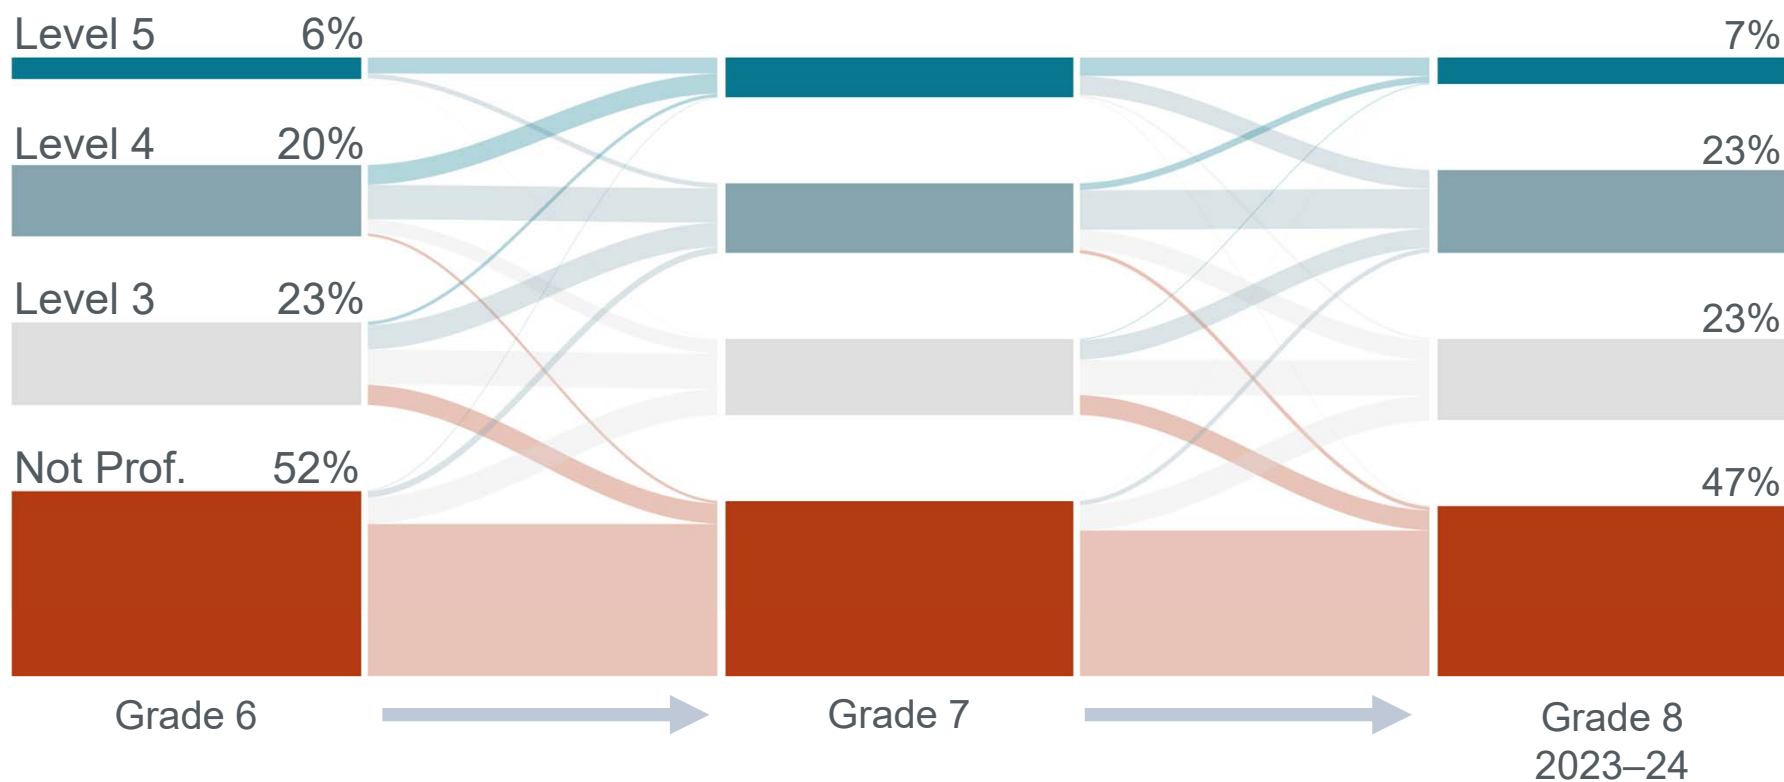 Level 5 6% 7%
Level 4 20% 23%
Level 3 23% 23%
Not Prof. 52% 47%
Grade 6 Grade 7 Grade 8
2023–24